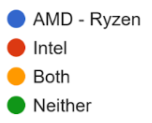 AMD - Ryzen
Intel
Both
Neither